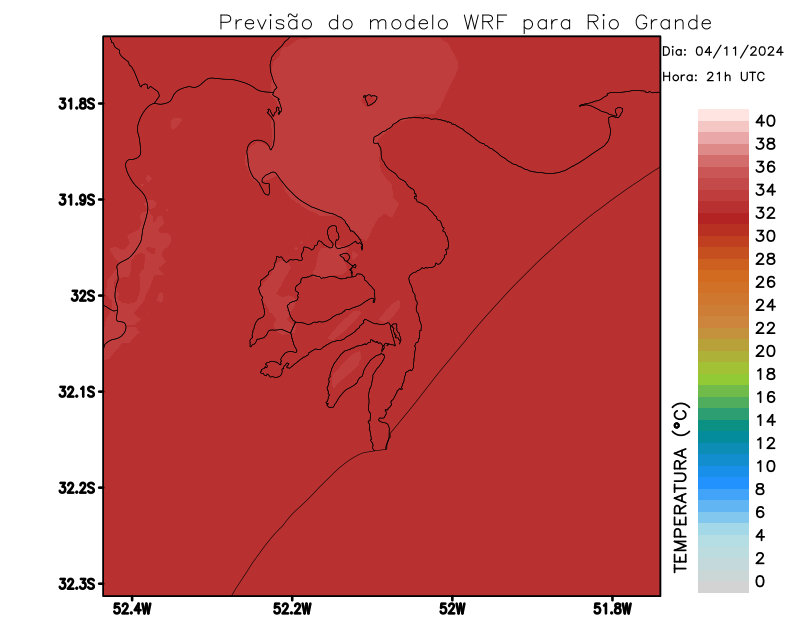 Previsão do modelo WRF para Rio Grande
Dia: 04/11/2024
Hora: 21h UTC
31.8S
31.9S
32S
32.1S
32.2S
32.3S
52.4W
52.2W
52W
51.8W
TEMPERATURA (°C)
40
38
36
34
32
30
28
26
24
22
20
18
16
14
12
10
8
6
4
2
0